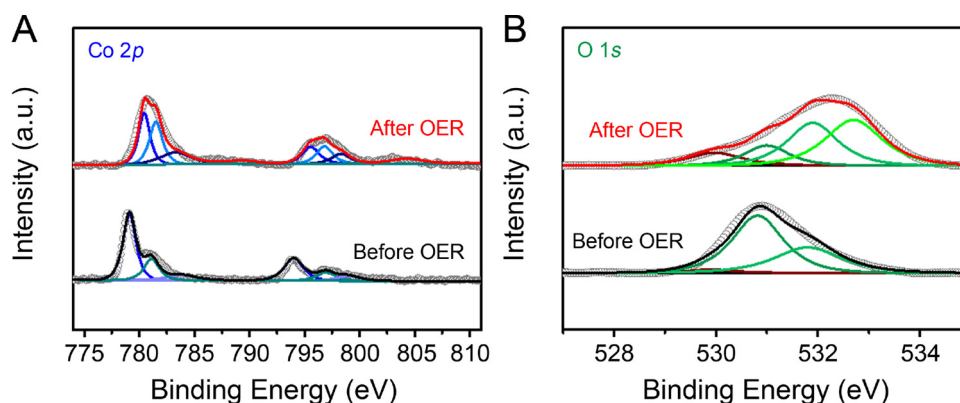 A
Co 2p
After OER
Before OER
Intensity (a.u.)
775 780 785 790 795 800 805 810
Binding Energy (eV)
B
O 1s
After OER
Before OER
Intensity (a.u.)
528 530 532 534
Binding Energy (eV)